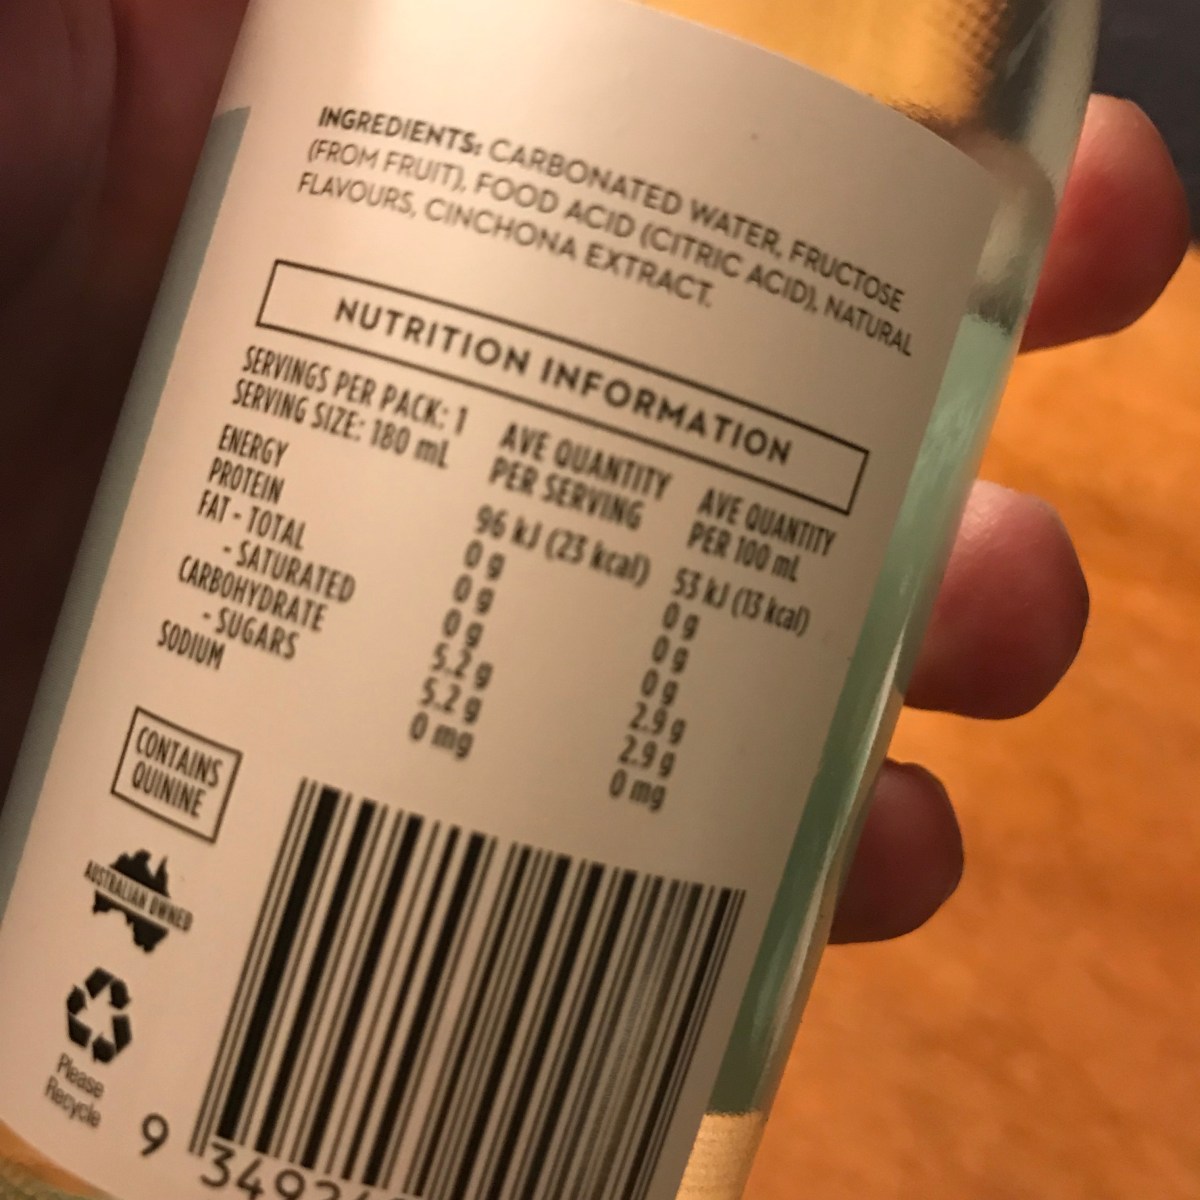 INGREDIENTS: CARBONATED WATER, FRUCTOSE
(FROM FRUIT), FOOD ACID (CITRIC ACID), NATURAL
FLAVOURS, CINCHONA EXTRACT.
NUTRITION INFORMATION
SERVINGS PER PACK: 1
SERVING SIZE: 180 mL
AVE QUANTITY PER SERVING
AVE QUANTITY PER 100 mL
ENERGY 96 kJ (23 kcal) 53 kJ (13 kcal)
PROTEIN 0 g 0 g
FAT - TOTAL 0 g 0 g
- SATURATED 0 g 0 g
CARBOHYDRATE 5.2 g 2.9 g
- SUGARS 5.2 g 2.9 g
SODIUM 0 mg 0 mg
CONTAINS
QUININE
AUSTRALIAN OWNED
Please
Recycle
9 3492